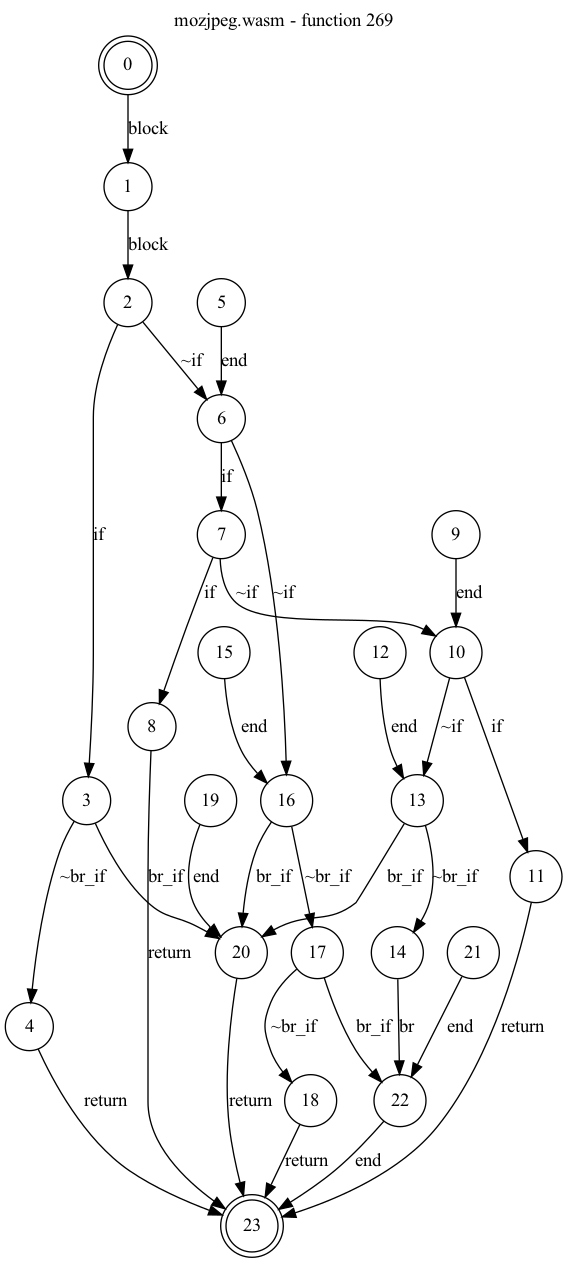 mozjpeg.wasm - function 269
0
block
1
block
2
5
~if
end
6
if
if
7
9
if
~if
~if
end
15
12
10
8
end
end
~if
if
3
19
16
13
~br_if
br_if
end
br_if
~br_if
br_if
~br_if
11
return
20
17
14
21
4
~br_if
br_if
br
end
return
return
return
18
22
return
end
23